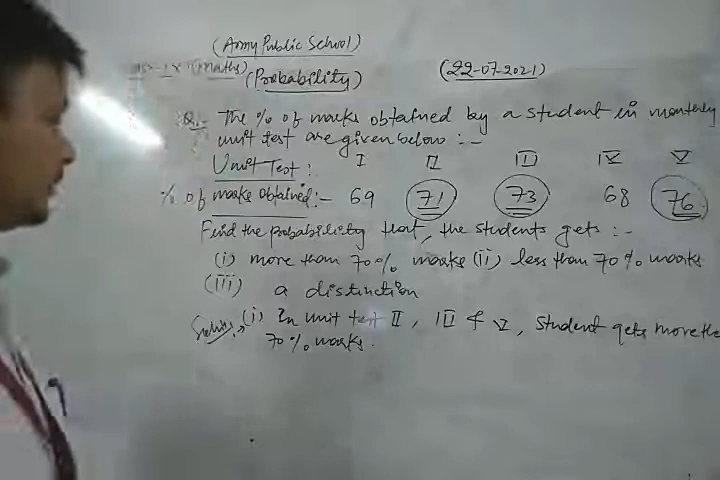 (Army Public School)
(Maths)
(Probability) (22-07-2021)
Q.- The % of marks obtained by a student in monthly
unit test are given below :-
Unit Test : I II III IV V
% of marks obtained :- 69 71 73 68 76
Find the probability that, the students gets :-
(i) more than 70% marks (ii) less than 70% marks
(iii) a distinction
(i) In unit test II, III & V, Student gets more tha
70% marks.